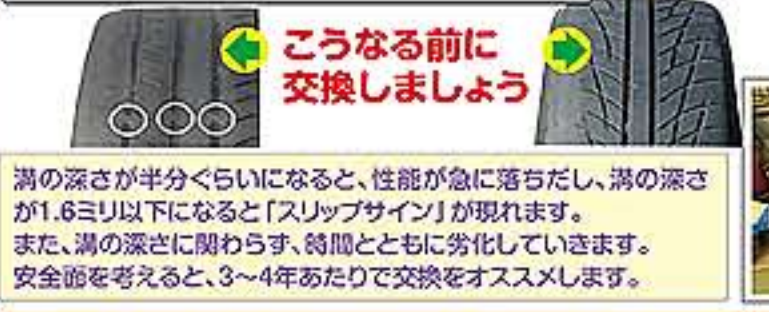 こうなる前に
交換しましょう
溝の深さが半分ぐらいになると、性能が急に落ちだし、溝の深さ
が1.6ミリ以下になると「スリップサイン」が現れます。
また、溝の深さに関わらず、時間とともに劣化していきます。
安全面を考えると、3〜4年あたりで交換をオススメします。